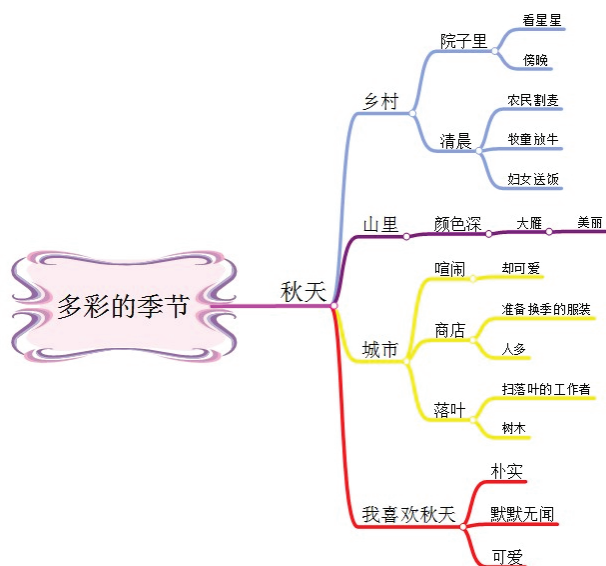 多彩的季节
秋天
乡村
院子里
看星星
傍晚
清晨
农民割麦
牧童放牛
妇女送饭
山里
颜色深
大雁
美丽
城市
喧闹
却可爱
商店
准备换季的服装
人多
落叶
扫落叶的工作者
树木
我喜欢秋天
朴实
默默无闻
可爱